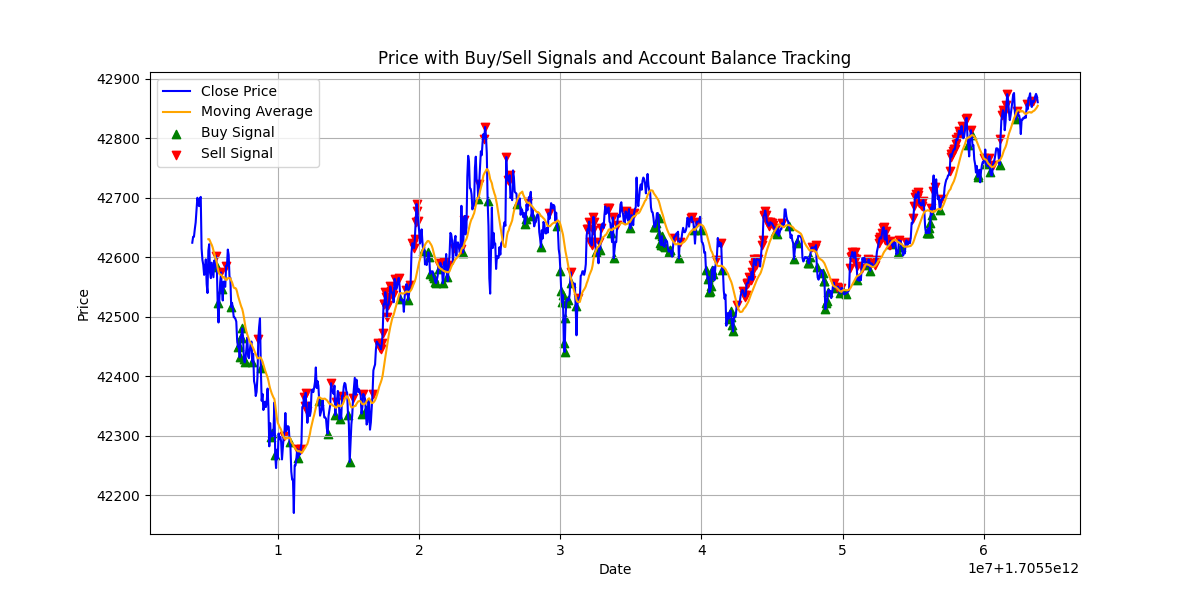 Price with Buy/Sell Signals and Account Balance Tracking
42900
42800
42700
42600
42500
42400
42300
42200
Price
Close Price
Moving Average
Buy Signal
Sell Signal
1 2 3 4 5 6
Date
1e7+1.7055e12